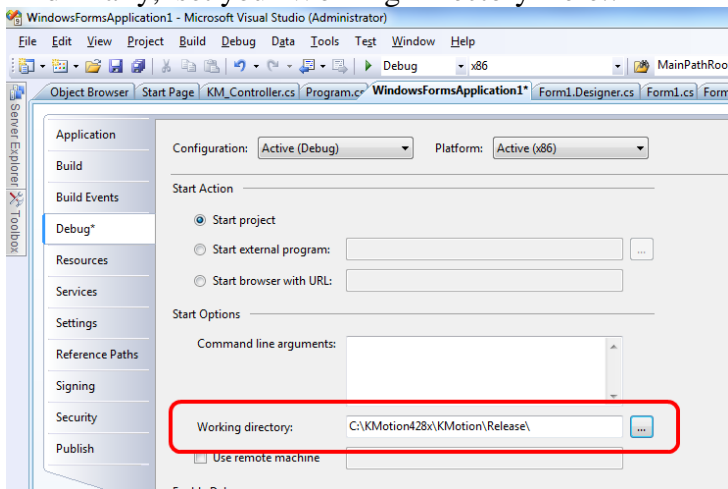 WindowsFormsApplication1 - Microsoft Visual Studio (Administrator)
File Edit View Project Build Debug Data Tools Test Window Help
Debug x86 MainPathRoo
Object Browser Start Page KM_Controller.cs Program.cs WindowsFormsApplication1* Form1.Designer.cs Form1.cs Form
Server Explorer
Toolbox
Application
Build
Build Events
Debug*
Resources
Services
Settings
Reference Paths
Signing
Security
Publish
Configuration: Active (Debug) Platform: Active (x86)
Start Action
Start project
Start external program: ...
Start browser with URL:
Start Options
Command line arguments:
Working directory: C:\KMotion428x\KMotion\Release\ ...
Use remote machine